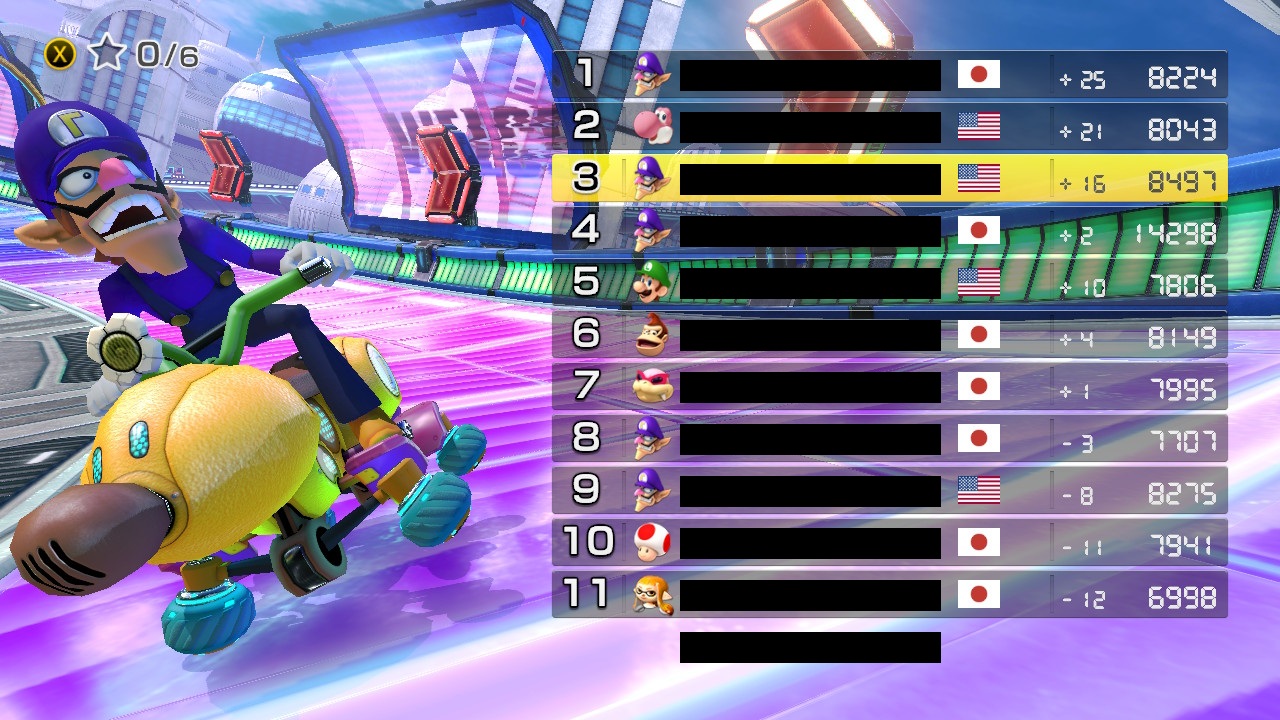 X 0/6
1 + 25 8224
2 + 21 8043
3 + 16 8497
4 + 2 14298
5 + 10 7806
6 + 4 8149
7 + 1 7995
8 - 3 7707
9 - 8 8275
10 - 11 7941
11 - 12 6998